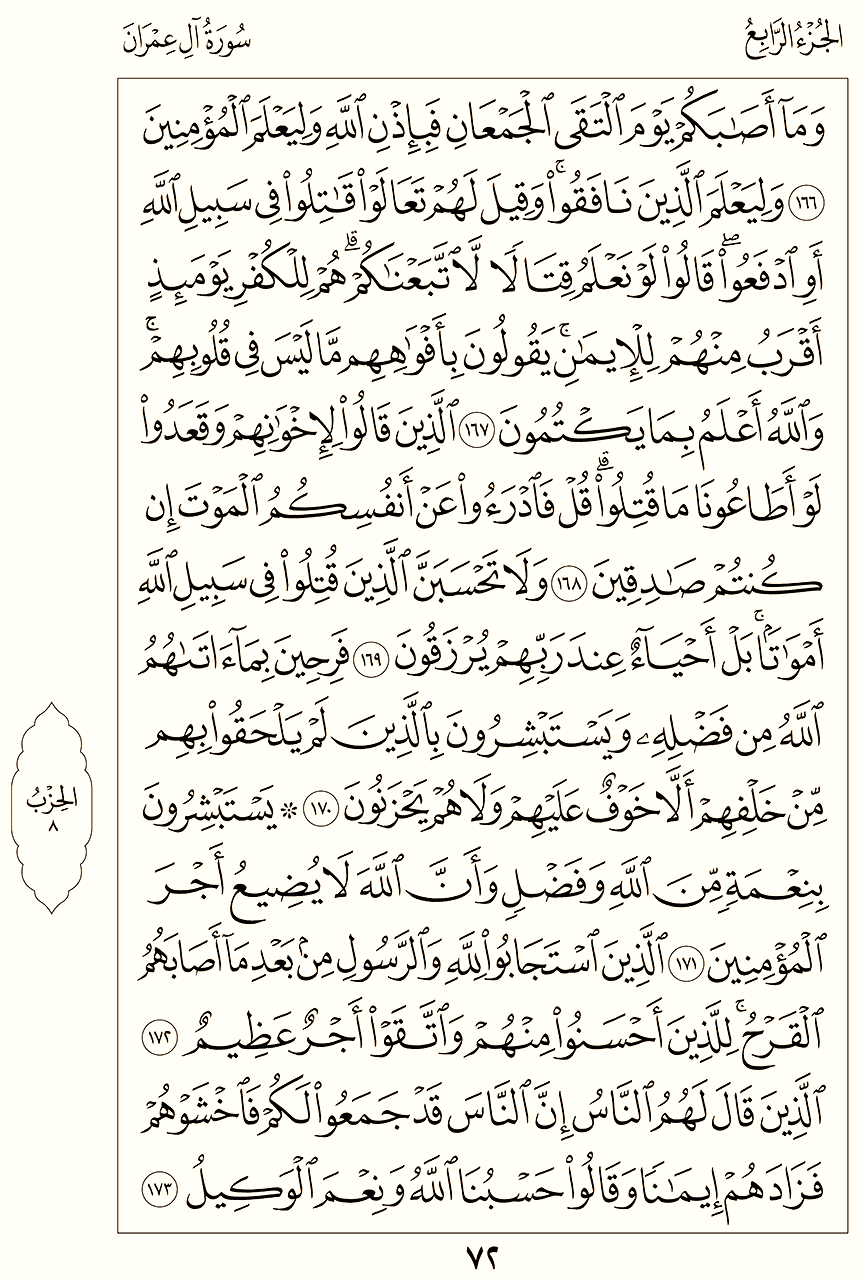 الجُزْءُ الرَّابِعُ
سُورَةُ آلِ عِمْرَانَ
وَمَآ أَصَٰبَكُمْ يَوْمَ ٱلْتَقَى ٱلْجَمْعَانِ فَبِإِذْنِ ٱللَّهِ وَلِيَعْلَمَ ٱلْمُؤْمِنِينَ
١٦٦ وَلِيَعْلَمَ ٱلَّذِينَ نَافَقُوا۟ ۚ وَقِيلَ لَهُمْ تَعَالَوْا۟ قَٰتِلُوا۟ فِى سَبِيلِ ٱللَّهِ
أَوِ ٱدْفَعُوا۟ ۖ قَالُوا۟ لَوْ نَعْلَمُ قِتَالًا لَّٱتَّبَعْنَٰكُمْ ۗ هُمْ لِلْكُفْرِ يَوْمَئِذٍ
أَقْرَبُ مِنْهُمْ لِلْإِيمَٰنِ ۚ يَقُولُونَ بِأَفْوَٰهِهِم مَّا لَيْسَ فِى قُلُوبِهِمْ ۚ
وَٱللَّهُ أَعْلَمُ بِمَا يَكْتُمُونَ ١٦٧ ٱلَّذِينَ قَالُوا۟ لِإِخْوَٰنِهِمْ وَقَعَدُوا۟
لَوْ أَطَاعُونَا مَا قُتِلُوا۟ ۗ قُلْ فَٱدْرَءُوا۟ عَنْ أَنفُسِكُمُ ٱلْمَوْتَ إِن
كُنتُمْ صَٰدِقِينَ ١٦٨ وَلَا تَحْسَبَنَّ ٱلَّذِينَ قُتِلُوا۟ فِى سَبِيلِ ٱللَّهِ
أَمْوَٰتًۢا ۚ بَلْ أَحْيَآءٌ عِندَ رَبِّهِمْ يُرْزَقُونَ ١٦٩ فَرِحِينَ بِمَآ ءَاتَىٰهُمُ
ٱللَّهُ مِن فَضْلِهِۦ وَيَسْتَبْشِرُونَ بِٱلَّذِينَ لَمْ يَلْحَقُوا۟ بِهِم
مِّنْ خَلْفِهِمْ أَلَّا خَوْفٌ عَلَيْهِمْ وَلَا هُمْ يَحْزَنُونَ ١٧٠ * يَسْتَبْشِرُونَ
بِنِعْمَةٍ مِّنَ ٱللَّهِ وَفَضْلٍ وَأَنَّ ٱللَّهَ لَا يُضِيعُ أَجْرَ
ٱلْمُؤْمِنِينَ ١٧١ ٱلَّذِينَ ٱسْتَجَابُوا۟ لِلَّهِ وَٱلرَّسُولِ مِنۢ بَعْدِ مَآ أَصَابَهُمُ
ٱلْقَرْحُ ۚ لِلَّذِينَ أَحْسَنُوا۟ مِنْهُمْ وَٱتَّقَوْا۟ أَجْرٌ عَظِيمٌ ١٧٢
ٱلَّذِينَ قَالَ لَهُمُ ٱلنَّاسُ إِنَّ ٱلنَّاسَ قَدْ جَمَعُوا۟ لَكُمْ فَٱخْشَوْهُمْ
فَزَادَهُمْ إِيمَٰنًا وَقَالُوا۟ حَسْبُنَا ٱللَّهُ وَنِعْمَ ٱلْوَكِيلُ ١٧٣
الحِزْبُ
٨
٧٢